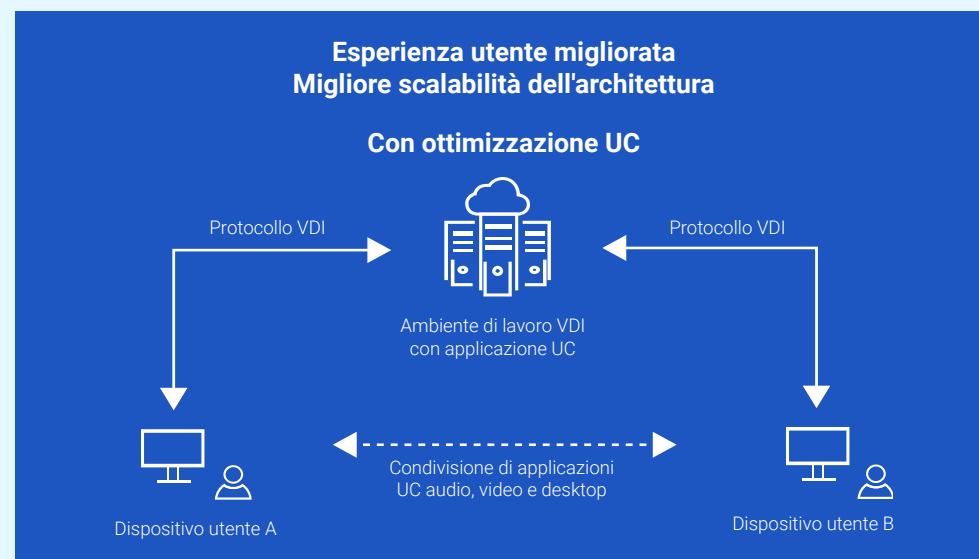 Esperienza utente migliorata
Migliore scalabilità dell'architettura
Con ottimizzazione UC
Protocollo VDI
Protocollo VDI
Ambiente di lavoro VDI
con applicazione UC
Condivisione di applicazioni
UC audio, video e desktop
Dispositivo utente A
Dispositivo utente B